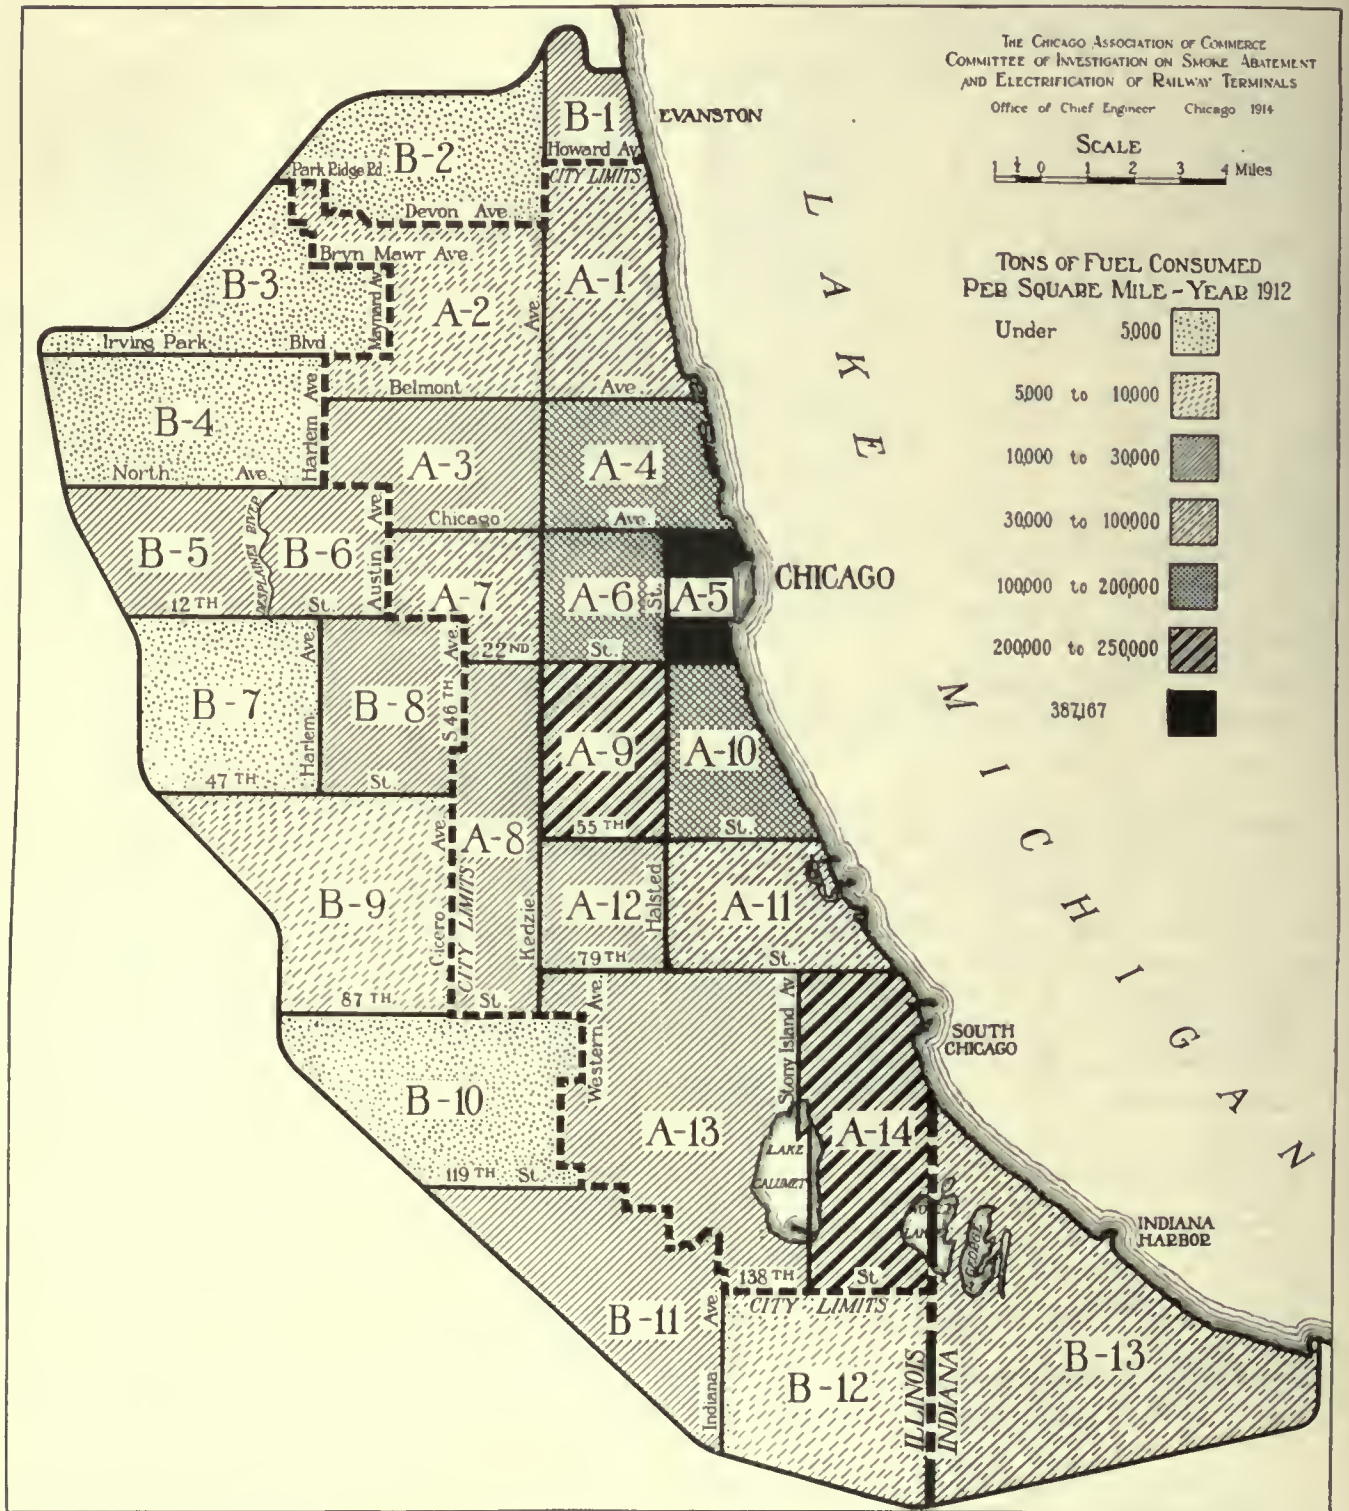 THE CHICAGO ASSOCIATION OF COMMERCE
COMMITTEE OF INVESTIGATION ON SMOKE ABATEMENT
AND ELECTRIFICATION OF RAILWAY TERMINALS
Office of Chief Engineer Chicago 1914
SCALE
1 ½ 0 1 2 3 4 Miles
TONS OF FUEL CONSUMED
PER SQUARE MILE - YEAR 1912
Under 5,000
5,000 to 10,000
10,000 to 30,000
30,000 to 100,000
100,000 to 200,000
200,000 to 250,000
387,167
LAKE MICHIGAN
B-1
EVANSTON
Howard Av.
CITY LIMITS
B-2
Park Ridge Rd.
Devon Ave.
Bryn Mawr Ave.
B-3
A-2
A-1
Maynard Av.
Ave.
Irving Park Blvd
Belmont Ave.
B-4
Harlem Ave
A-3
A-4
North Ave.
Chicago Ave.
B-5
DESPLAINES RIVER
B-6
Austin Ave.
A-7
A-6
St.
A-5
CHICAGO
12TH St.
22ND St.
B-7
Harlem Ave.
B-8
S. 46TH Ave.
A-9
A-10
47TH St.
55TH St.
B-9
Cicero Ave.
CITY LIMITS
A-8
Kedzie
A-12
Halsted
A-11
79TH St.
87TH St.
Western Ave.
Stony Island Av
SOUTH
CHICAGO
B-10
A-13
A-14
LAKE
CALUMET
119TH St.
WOLF
LAKE
GEORGE
INDIANA
HARBOR
138TH St
CITY LIMITS
B-11
Indiana Ave.
B-12
ILLINOIS
INDIANA
B-13